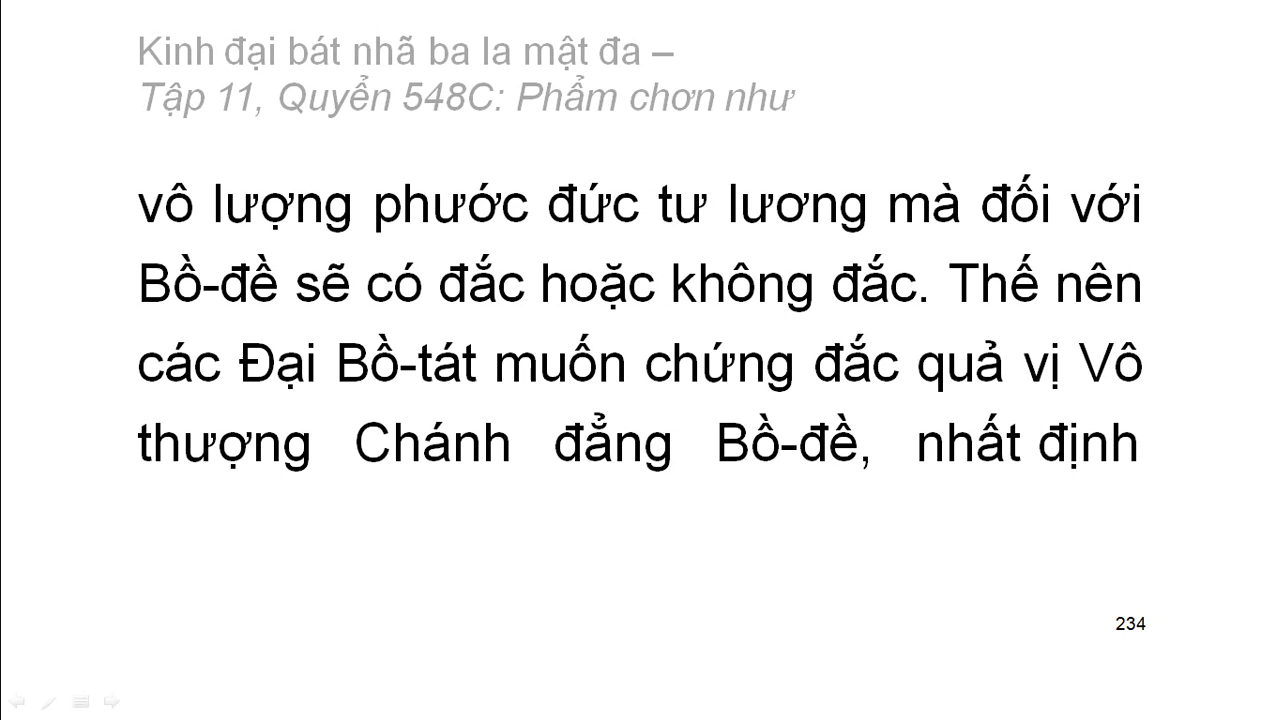 Kinh đại bát nhã ba la mật đa –
Tập 11, Quyển 548C: Phẩm chơn như
vô lượng phước đức tư lương mà đối với
Bồ-đề sẽ có đắc hoặc không đắc. Thế nên
các Đại Bồ-tát muốn chứng đắc quả vị Vô
thượng Chánh đẳng Bồ-đề, nhất định
234